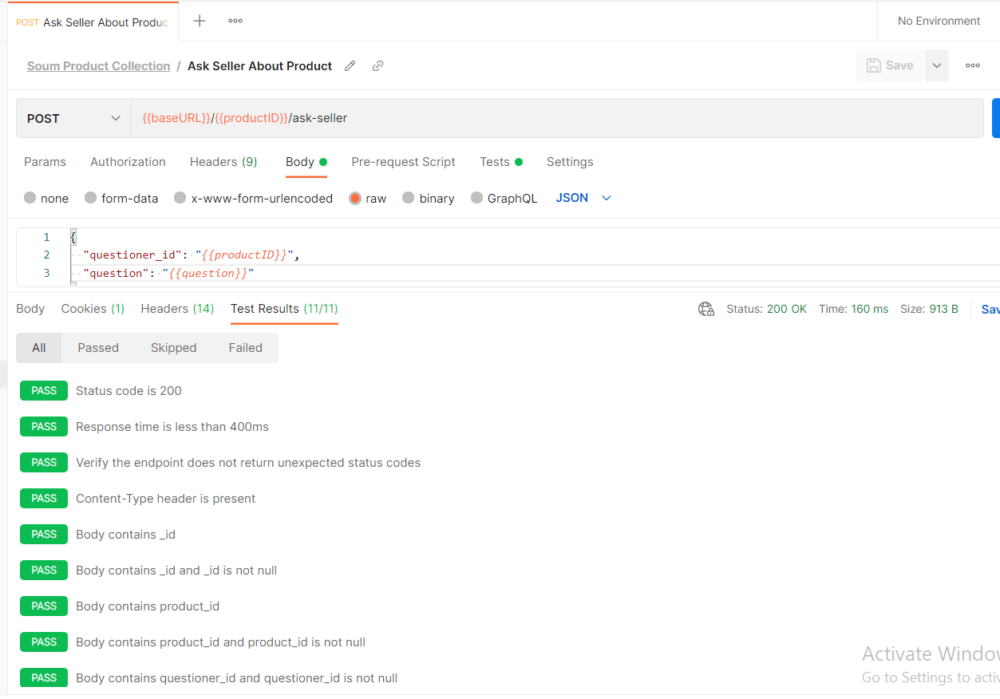 POST Ask Seller About Produc
No Environment
Soum Product Collection / Ask Seller About Product
Save
POST {{baseURL}}/{{productID}}/ask-seller
Params Authorization Headers (9) Body Pre-request Script Tests Settings
none form-data x-www-form-urlencoded raw binary GraphQL JSON
1 {
2 "questioner_id": "{{productID}}",
3 "question": "{{question}}"
Body Cookies (1) Headers (14) Test Results (11/11) Status: 200 OK Time: 160 ms Size: 913 B Sav
All Passed Skipped Failed
PASS Status code is 200
PASS Response time is less than 400ms
PASS Verify the endpoint does not return unexpected status codes
PASS Content-Type header is present
PASS Body contains _id
PASS Body contains _id and _id is not null
PASS Body contains product_id
PASS Body contains product_id and product_id is not null
PASS Body contains questioner_id and questioner_id is not null
Activate Windo
Go to Settings to activ